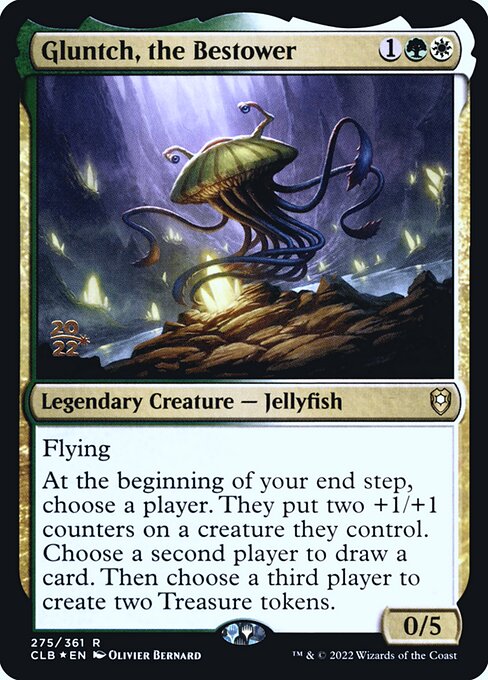 Gluntch, the Bestower 1
20
22
Legendary Creature — Jellyfish
Flying
At the beginning of your end step,
choose a player. They put two +1/+1
counters on a creature they control.
Choose a second player to draw a
card. Then choose a third player to
create two Treasure tokens.
0/5
275/361 R
CLB ★ EN Olivier Bernard
™ & © 2022 Wizards of the Coast